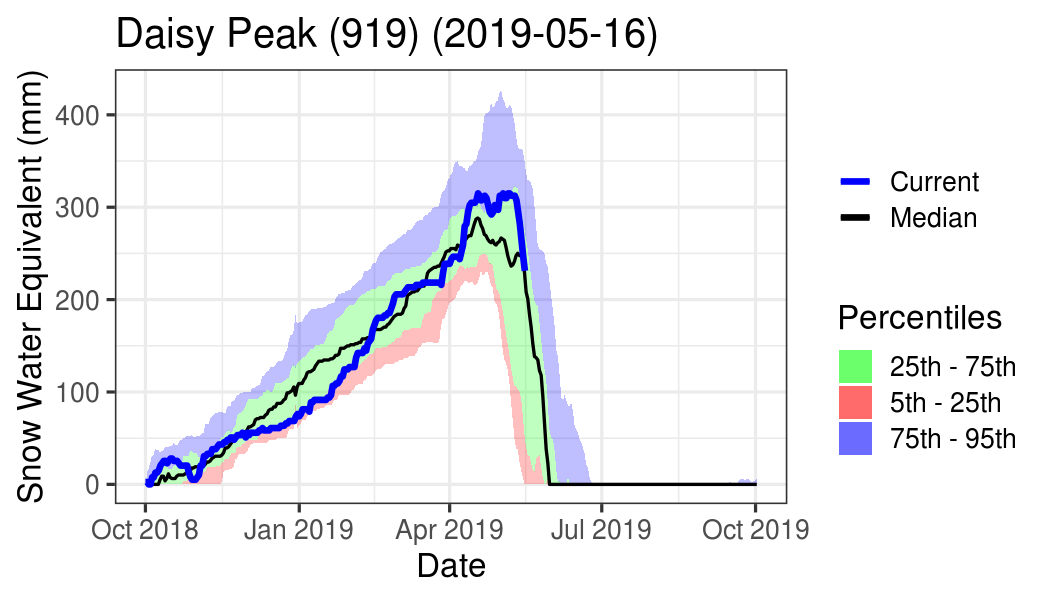 Daisy Peak (919) (2019-05-16)
Snow Water Equivalent (mm)
400
300
200
100
0
Oct 2018 Jan 2019 Apr 2019 Jul 2019 Oct 2019
Date
Current
Median
Percentiles
25th - 75th
5th - 25th
75th - 95th